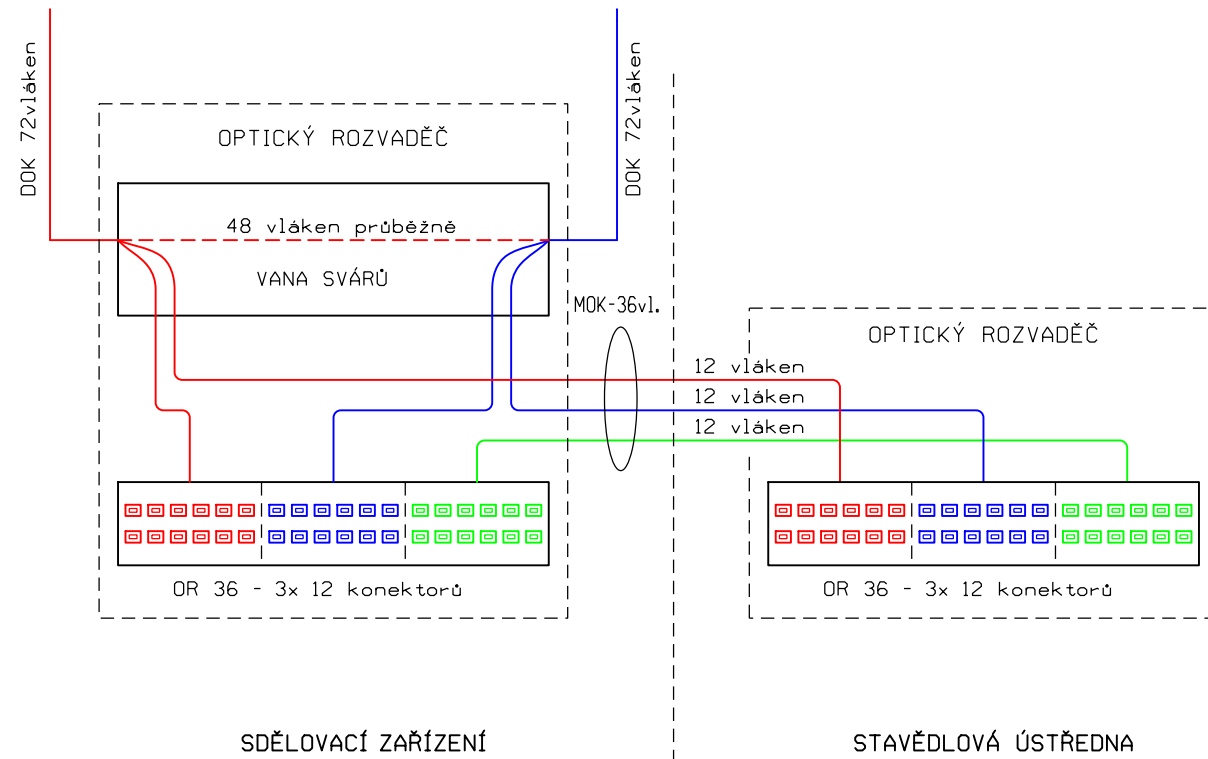 DOK 72vláken
DOK 72vláken
OPTICKÝ ROZVADĚČ
48 vláken průběžně
VANA SVÁRŮ
MOK-36vl.
OPTICKÝ ROZVADĚČ
12 vláken
12 vláken
12 vláken
OR 36 - 3x 12 konektorů
OR 36 - 3x 12 konektorů
SDĚLOVACÍ ZAŘÍZENÍ
STAVĚDLOVÁ ÚSTŘEDNA